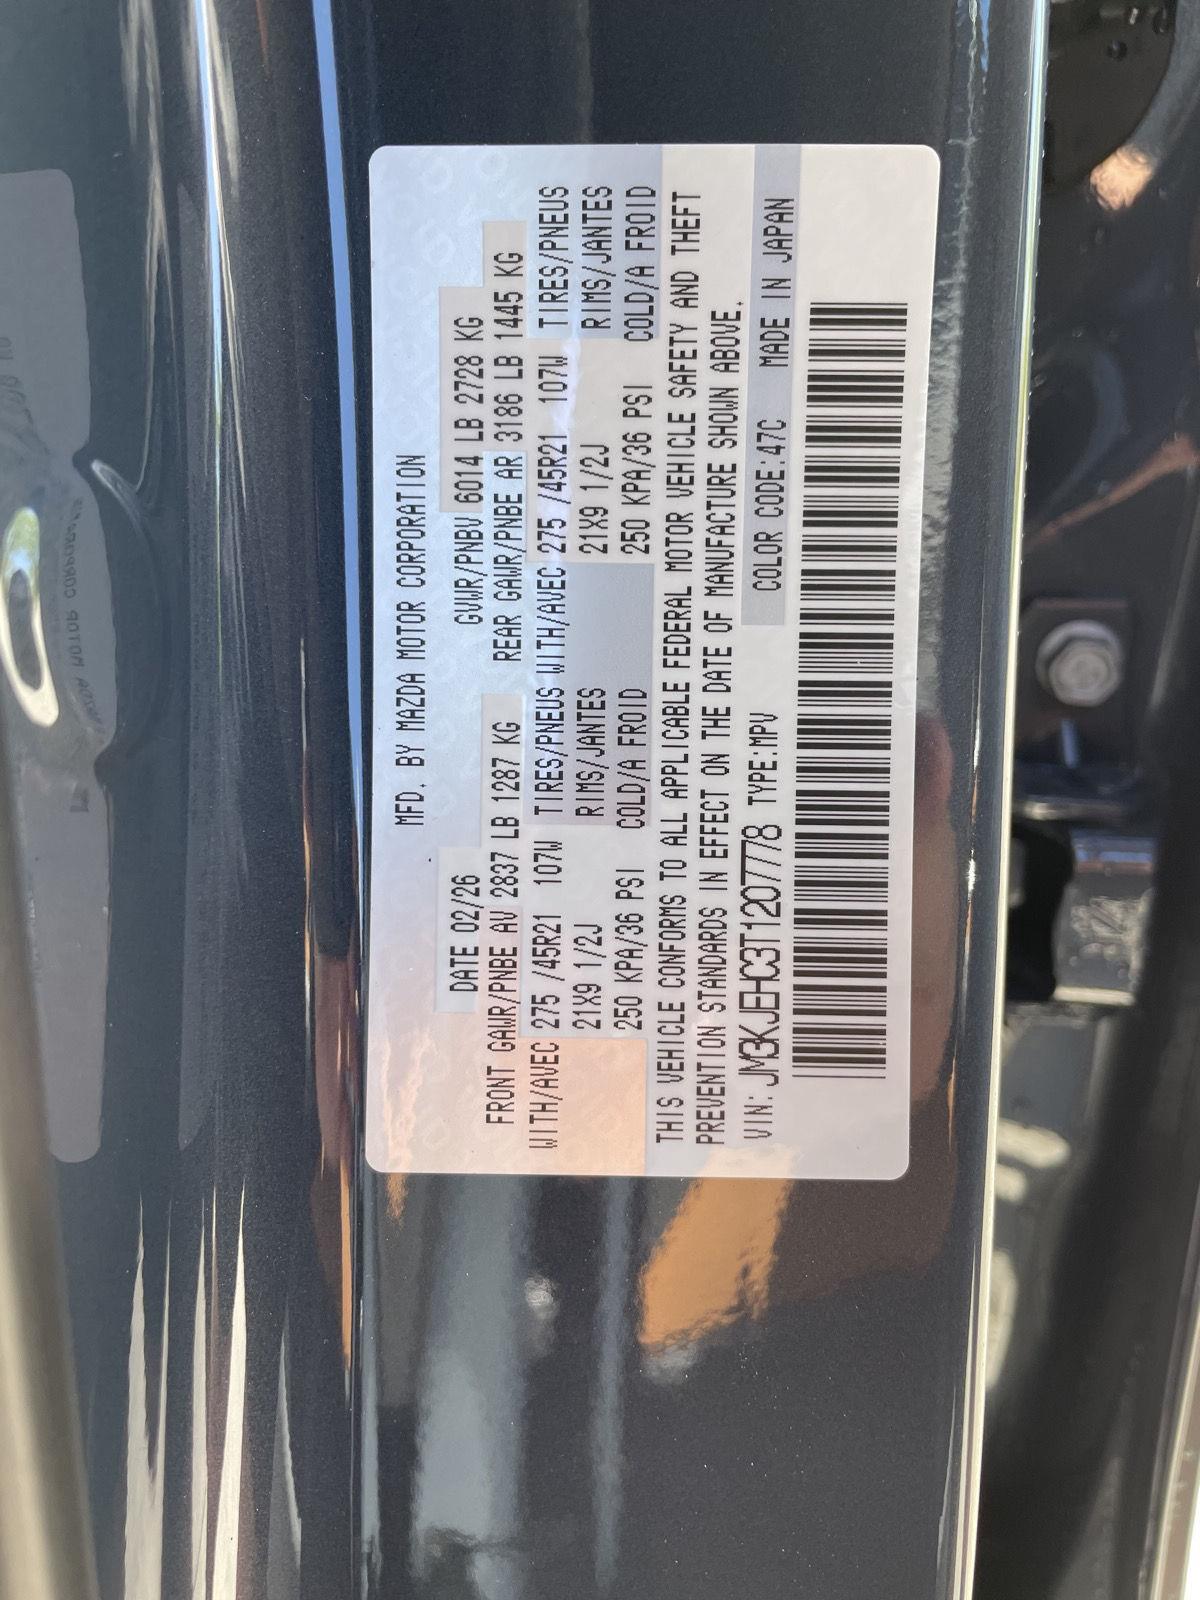 MFD. BY MAZDA MOTOR CORPORATION
DATE 02/26 GVWR/PNBV 6014 LB 2728 KG
FRONT GAWR/PNBE AV 2837 LB 1287 KG REAR GAWR/PNBE AR 3186 LB 1445 KG
WITH/AVEC 275 /45R21 107W TIRES/PNEUS WITH/AVEC 275 /45R21 107W TIRES/PNEUS
21X9 1/2J RIMS/JANTES 21X9 1/2J RIMS/JANTES
250 KPA/36 PSI COLD/A FROID 250 KPA/36 PSI COLD/A FROID
THIS VEHICLE CONFORMS TO ALL APPLICABLE FEDERAL MOTOR VEHICLE SAFETY AND THEFT
PREVENTION STANDARDS IN EFFECT ON THE DATE OF MANUFACTURE SHOWN ABOVE.
VIN: JM3KJEHC3T1207778 TYPE:MPV COLOR CODE:47C MADE IN JAPAN